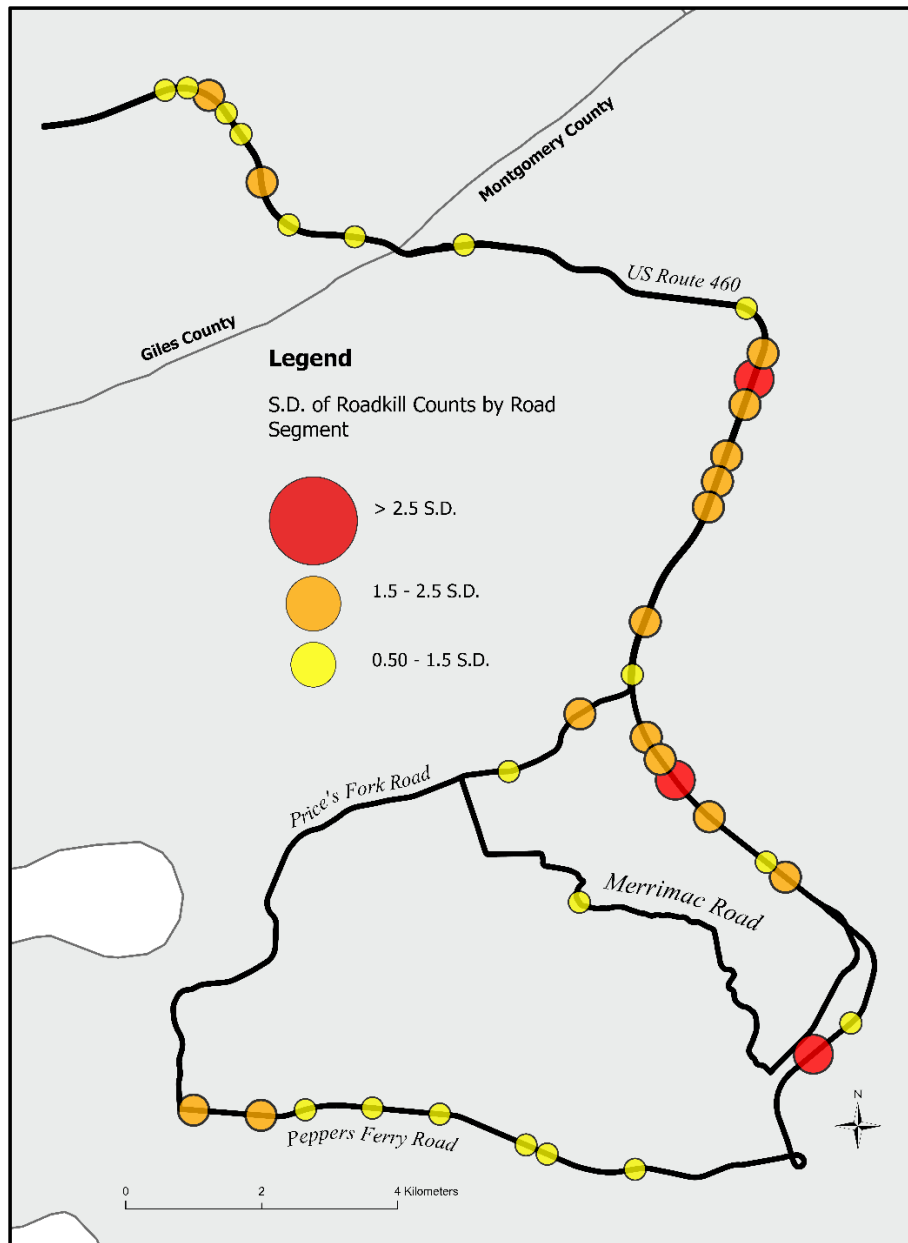 Montgomery County
US Route 460
Giles County
Legend
S.D. of Roadkill Counts by Road
Segment
> 2.5 S.D.
1.5 - 2.5 S.D.
0.50 - 1.5 S.D.
Price's Fork Road
Merrimac Road
Peppers Ferry Road
N
0 2 4 Kilometers